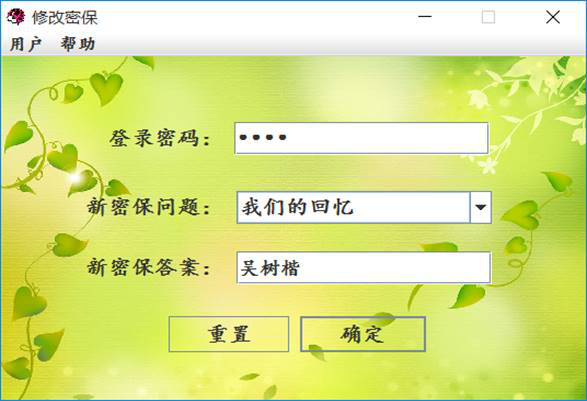 修改密保
用户 帮助
登录密码：
新密保问题： 我们的回忆
新密保答案： 吴树楷
重置 确定